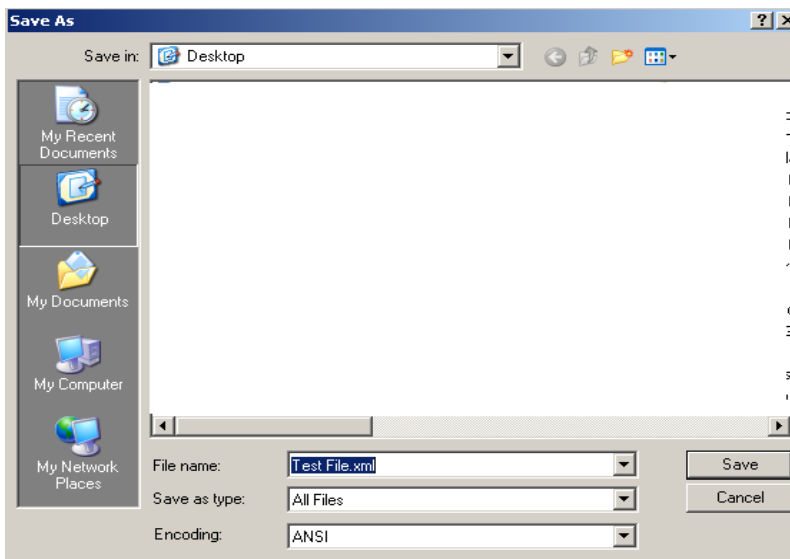 Save As
Save in:
Desktop
My Recent
Documents
Desktop
My Documents
My Computer
My Network
Places
File name:
Test File.xml
Save
Save as type:
All Files
Cancel
Encoding:
ANSI